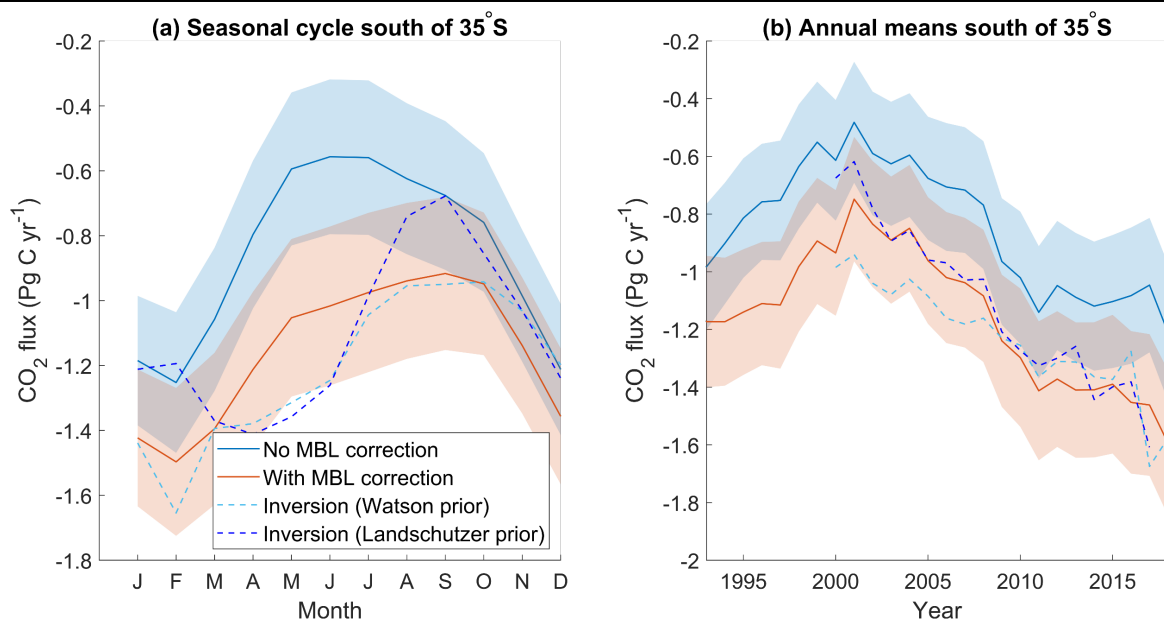 (a) Seasonal cycle south of 35°S
-0.2
-0.4
-0.6
-0.8
-1
-1.2
-1.4
-1.6
-1.8
CO2 flux (Pg C yr-1)
J F M A M J J A S O N D
Month
No MBL correction
With MBL correction
Inversion (Watson prior)
Inversion (Landschutzer prior)
(b) Annual means south of 35°S
-0.2
-0.4
-0.6
-0.8
-1
-1.2
-1.4
-1.6
-1.8
-2
CO2 flux (Pg C yr-1)
1995 2000 2005 2010 2015
Year